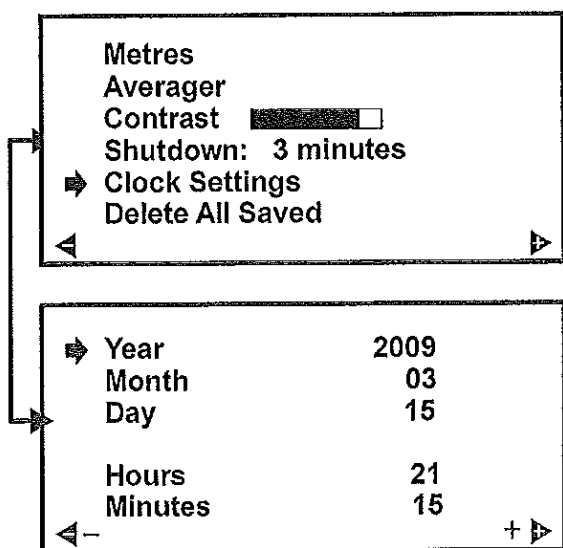 Metres
Averager
Contrast
Shutdown: 3 minutes
Clock Settings
Delete All Saved
Year 2009
Month 03
Day 15
Hours 21
Minutes 15
- +